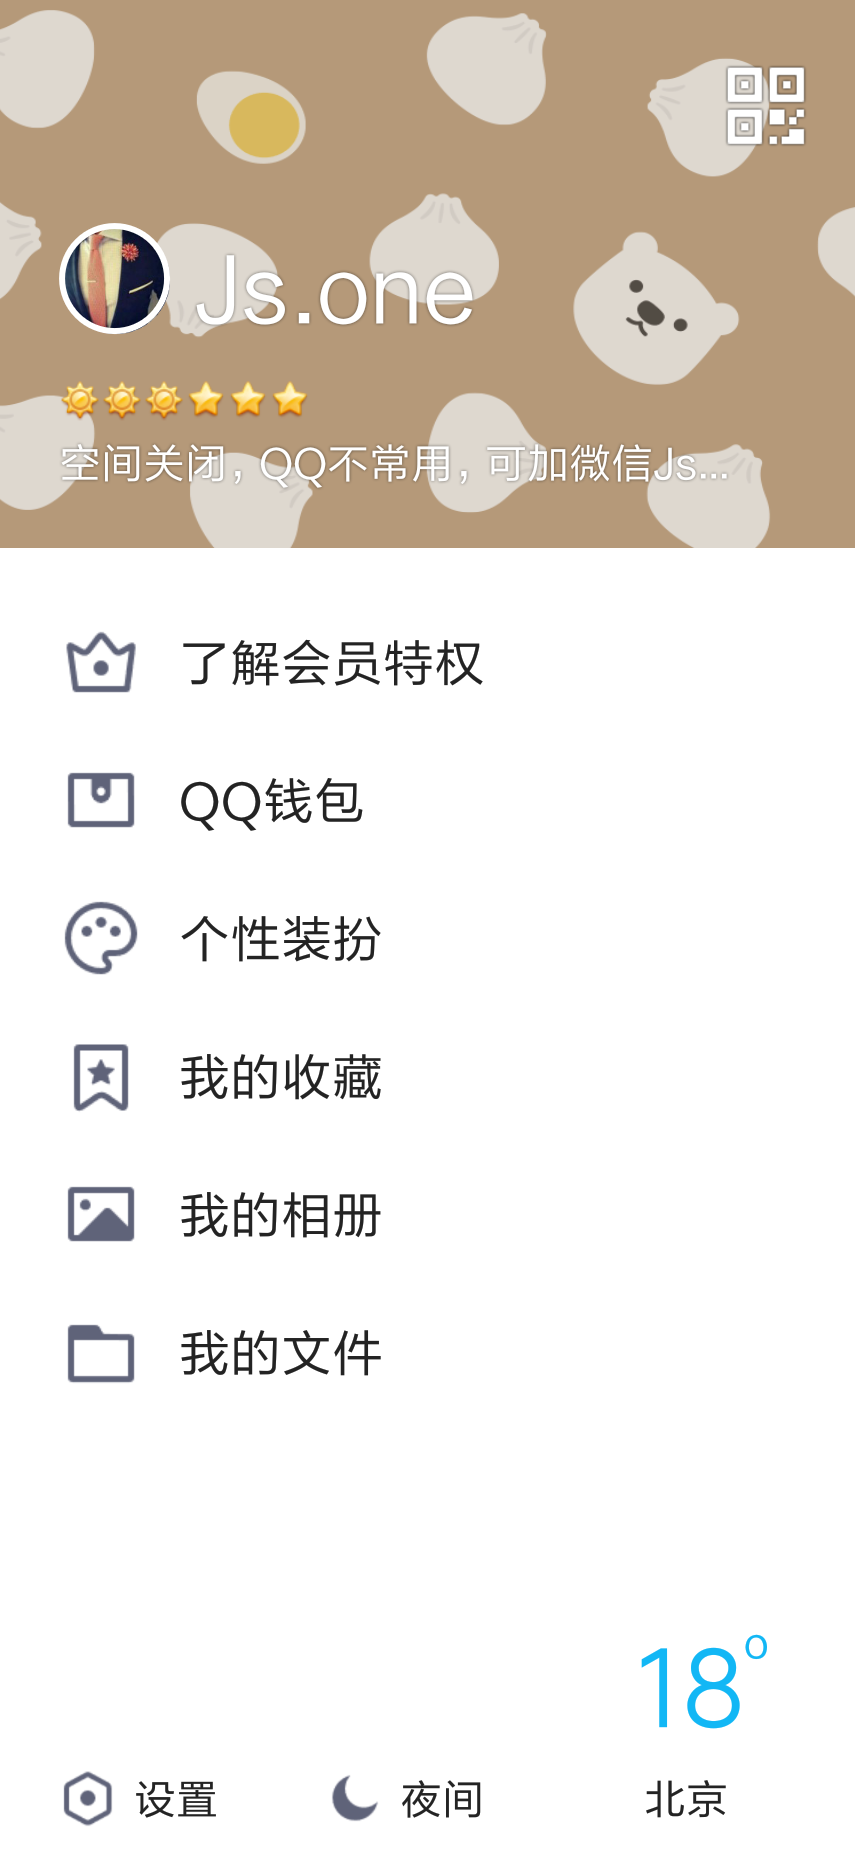 Js.one
空间关闭，QQ不常用，可加微信Js...
了解会员特权
QQ钱包
个性装扮
我的收藏
我的相册
我的文件
18°
设置
夜间
北京